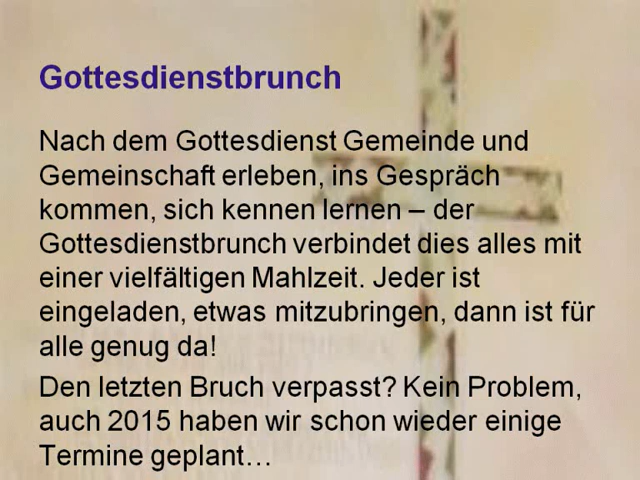 Gottesdienstbrunch
Nach dem Gottesdienst Gemeinde und
Gemeinschaft erleben, ins Gespräch
kommen, sich kennen lernen – der
Gottesdienstbrunch verbindet dies alles mit
einer vielfältigen Mahlzeit. Jeder ist
eingeladen, etwas mitzubringen, dann ist für
alle genug da!
Den letzten Bruch verpasst? Kein Problem,
auch 2015 haben wir schon wieder einige
Termine geplant…